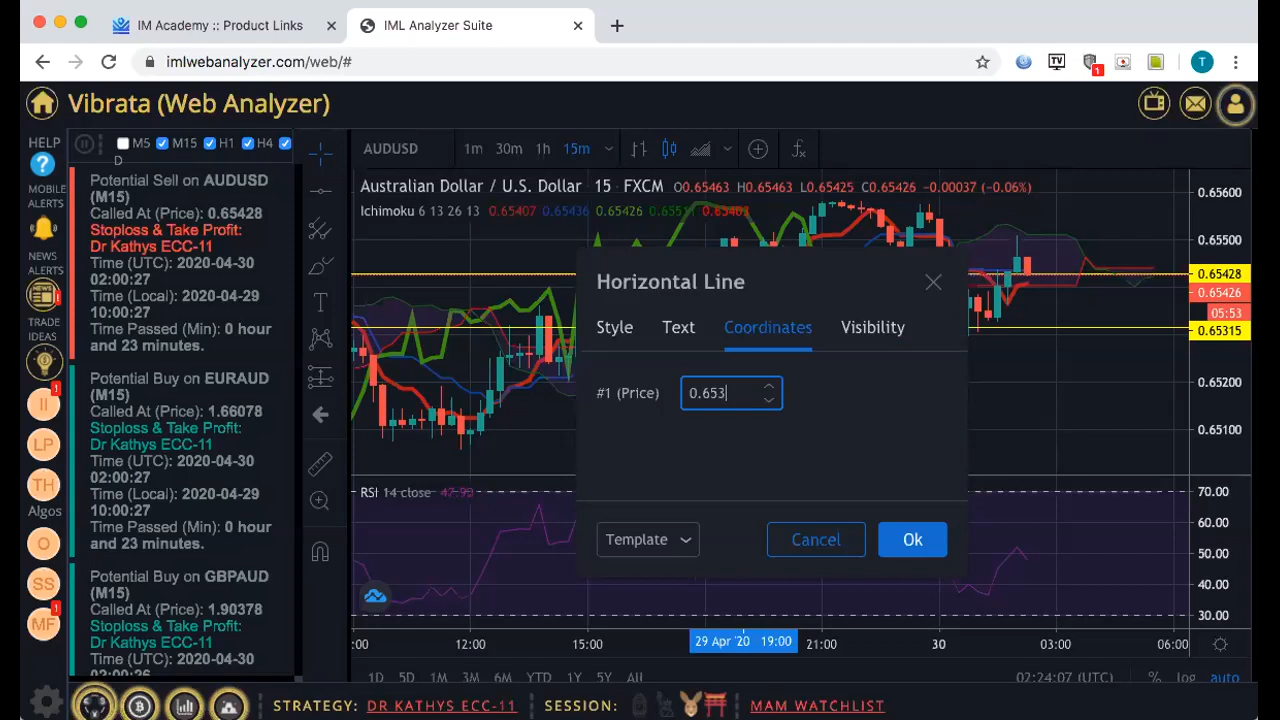 IM Academy :: Product Links
IML Analyzer Suite
imlwebanalyzer.com/web/#
TV
1
T
Vibrata (Web Analyzer)
HELP
?
MOBILE
ALERTS
NEWS
ALERTS
NEWS
TRADE
IDEAS
II
LP
TH
Algos
O
SS
MF
M5 M15 H1 H4
D
Potential Sell on AUDUSD
(M15)
Called At (Price): 0.65428
Stoploss & Take Profit:
Dr Kathys ECC-11
Time (UTC): 2020-04-30
02:00:27
Time (Local): 2020-04-29
10:00:27
Time Passed (Min): 0 hour
and 23 minutes.
Potential Buy on EURAUD
(M15)
Called At (Price): 1.66078
Stoploss & Take Profit:
Dr Kathys ECC-11
Time (UTC): 2020-04-30
02:00:27
Time (Local): 2020-04-29
10:00:27
Time Passed (Min): 0 hour
and 23 minutes.
Potential Buy on GBPAUD
(M15)
Called At (Price): 1.90378
Stoploss & Take Profit:
Dr Kathys ECC-11
Time (UTC): 2020-04-30
02:00:26
AUDUSD 1m 30m 1h 15m
Australian Dollar / U.S. Dollar · 15 · FXCM O0.65463 H0.65463 L0.65425 C0.65426 −0.00037 (−0.06%)
Ichimoku 6 13 26 13 0.65407 0.65436 0.65426
0.65600
0.65500
0.65428
0.65426
05:53
0.65315
0.65200
0.65100
Horizontal Line
Style Text Coordinates Visibility
#1 (Price) 0.653
Template Cancel Ok
RSI 14 close
70.00
60.00
50.00
40.00
30.00
:00 12:00 15:00 29 Apr '20 19:00 21:00 30 03:00 06:00
1D 5D 1M 3M 6M YTD 1Y 5Y All 02:24:07 (UTC) % log auto
STRATEGY: DR KATHYS ECC-11 SESSION: MAM WATCHLIST